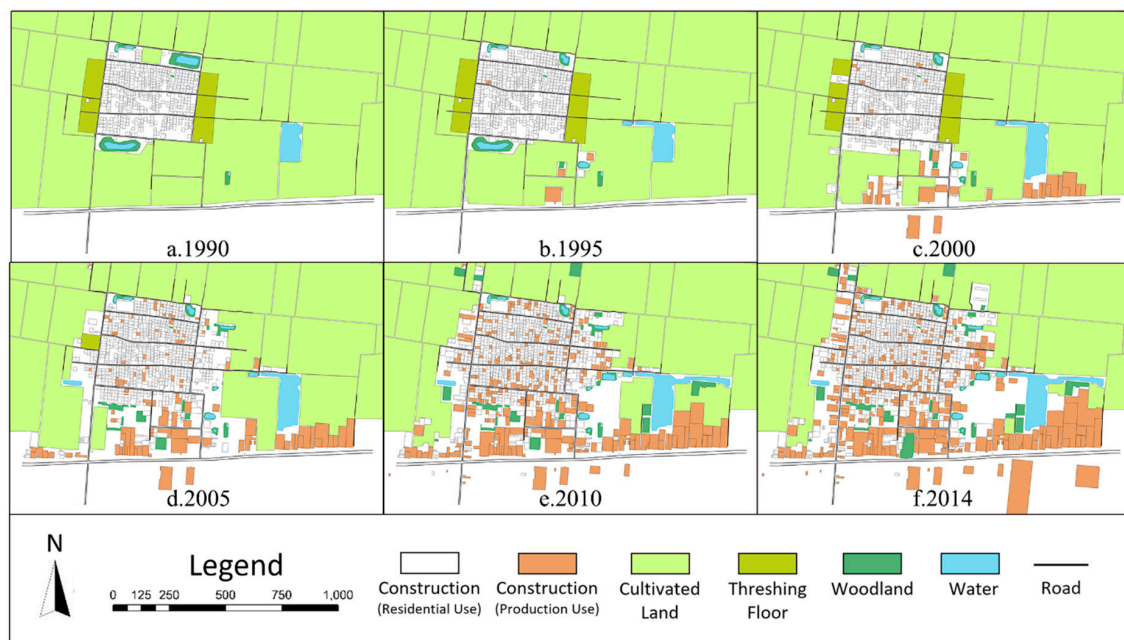 a.1990
b.1995
c.2000
d.2005
e.2010
f.2014
N
Legend
0 125 250 500 750 1,000
Construction
(Residential Use)
Construction
(Production Use)
Cultivated
Land
Threshing
Floor
Woodland
Water
Road